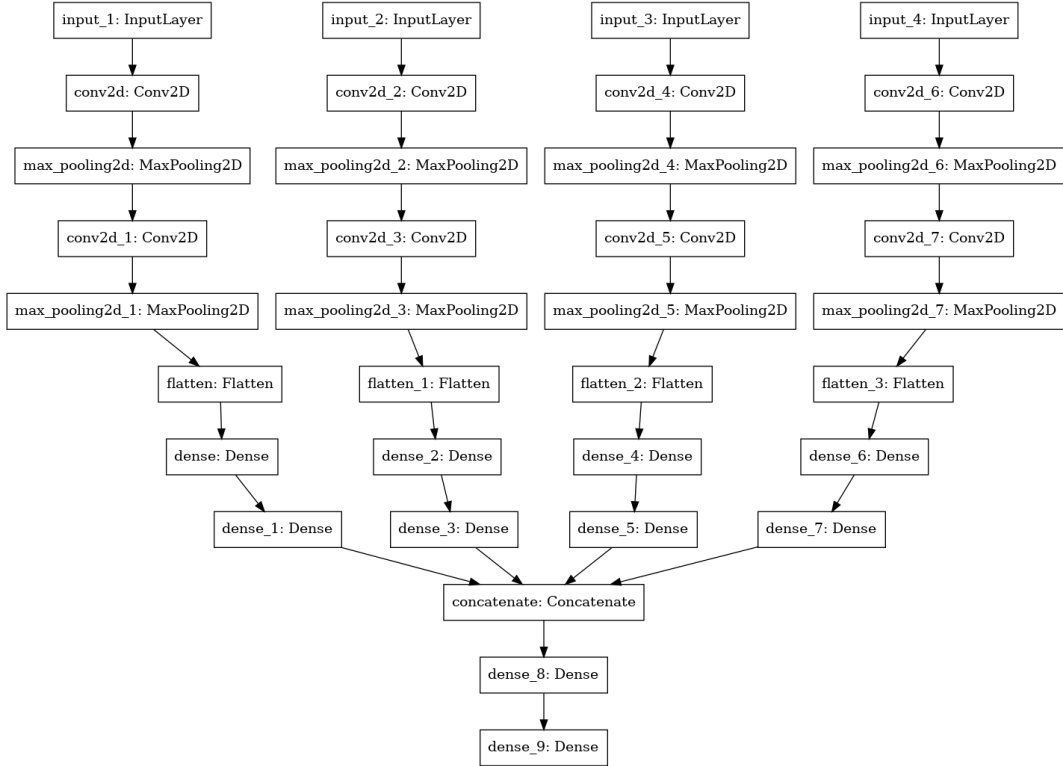 input_1: InputLayer
input_2: InputLayer
input_3: InputLayer
input_4: InputLayer
conv2d: Conv2D
conv2d_2: Conv2D
conv2d_4: Conv2D
conv2d_6: Conv2D
max_pooling2d: MaxPooling2D
max_pooling2d_2: MaxPooling2D
max_pooling2d_4: MaxPooling2D
max_pooling2d_6: MaxPooling2D
conv2d_1: Conv2D
conv2d_3: Conv2D
conv2d_5: Conv2D
conv2d_7: Conv2D
max_pooling2d_1: MaxPooling2D
max_pooling2d_3: MaxPooling2D
max_pooling2d_5: MaxPooling2D
max_pooling2d_7: MaxPooling2D
flatten: Flatten
flatten_1: Flatten
flatten_2: Flatten
flatten_3: Flatten
dense: Dense
dense_2: Dense
dense_4: Dense
dense_6: Dense
dense_1: Dense
dense_3: Dense
dense_5: Dense
dense_7: Dense
concatenate: Concatenate
dense_8: Dense
dense_9: Dense